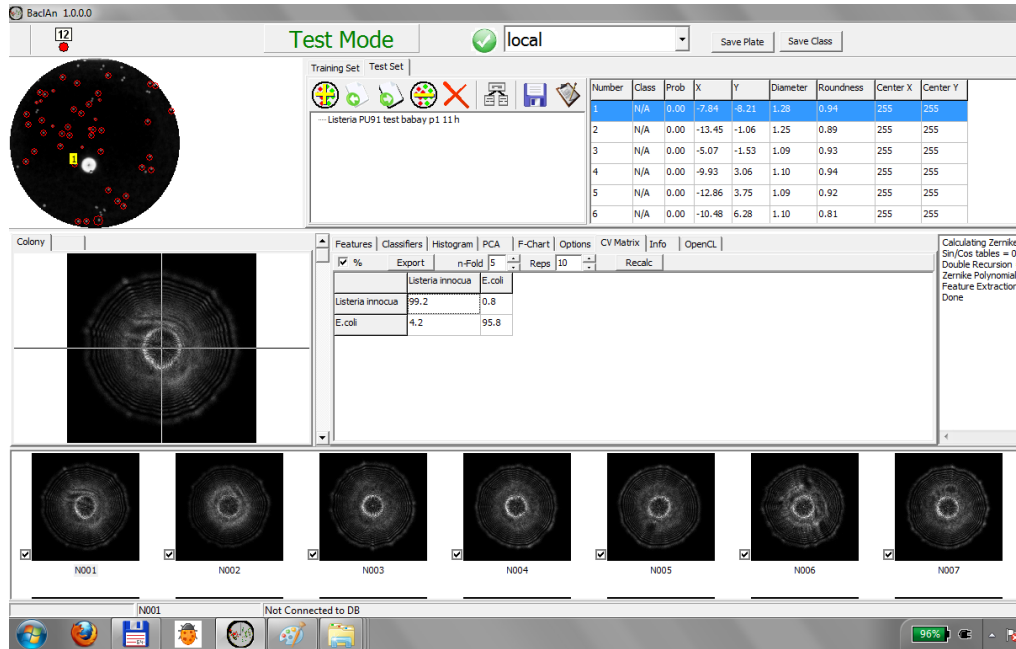 BaclAn 1.0.0.0
12
Test Mode
local
Save Plate
Save Class
Training Set
Test Set
Listeria PU91 test babay p1 11 h
Number Class Prob X Y Diameter Roundness Center X Center Y
1 N/A 0.00 -7.84 -8.21 1.28 0.94 255 255
2 N/A 0.00 -13.45 -1.06 1.25 0.89 255 255
3 N/A 0.00 -5.07 -1.53 1.09 0.93 255 255
4 N/A 0.00 -9.93 3.06 1.10 0.94 255 255
5 N/A 0.00 -12.86 3.75 1.09 0.92 255 255
6 N/A 0.00 -10.48 6.28 1.10 0.81 255 255
1
Colony
Features Classifiers Histogram PCA F-Chart Options CV Matrix Info OpenCL
% Export n-Fold 5 Reps 10 Recalc
Listeria innocua E.coli
Listeria innocua 99.2 0.8
E.coli 4.2 95.8
Calculating Zernike
Sin/Cos tables = 0
Double Recursion
Zernike Polynomial
Feature Extraction
Done
N001 N002 N003 N004 N005 N006 N007
N001
Not Connected to DB
96%